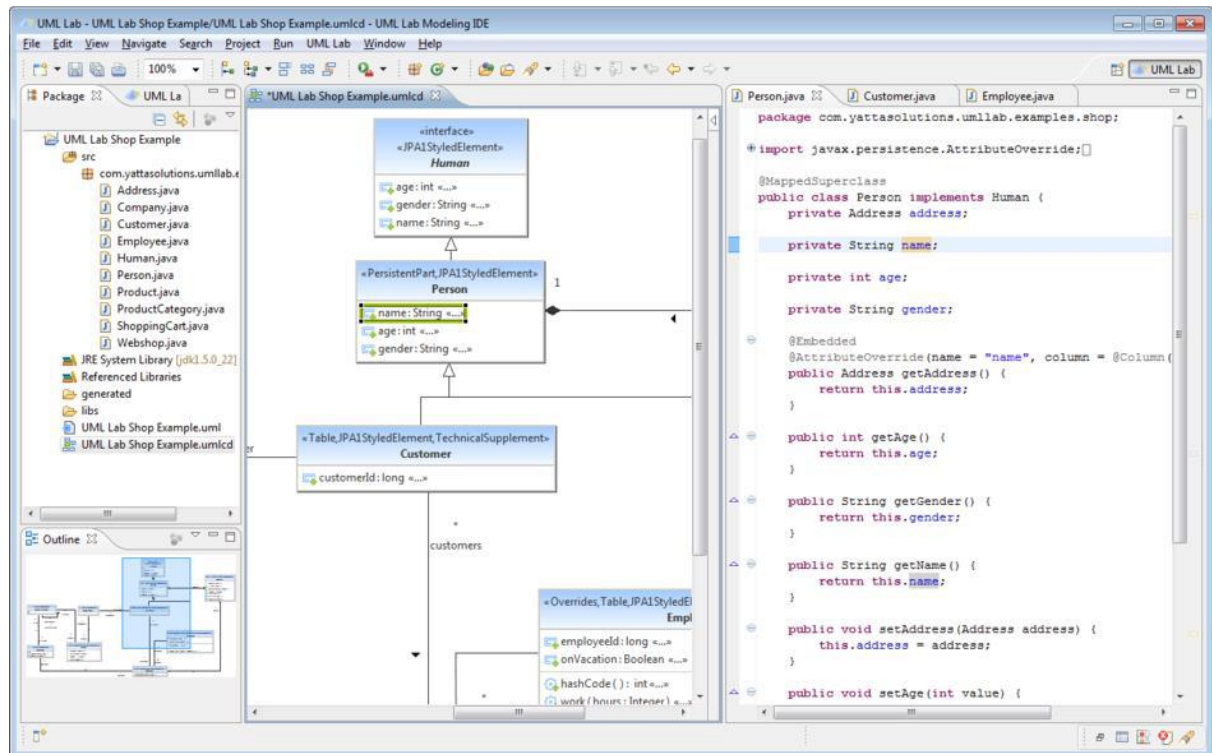 UML Lab - UML Lab Shop Example/UML Lab Shop Example.umlcd - UML Lab Modeling IDE
File Edit View Navigate Search Project Run UML Lab Window Help
100%
UML Lab
Package
UML La
UML Lab Shop Example
src
com.yattasolutions.umllab.e
Address.java
Company.java
Customer.java
Employee.java
Human.java
Person.java
Product.java
ProductCategory.java
ShoppingCart.java
Webshop.java
JRE System Library [jdk1.5.0_22]
Referenced Libraries
generated
libs
UML Lab Shop Example.uml
UML Lab Shop Example.umlcd
Outline
*UML Lab Shop Example.umlcd
«interface»
«JPA1StyledElement»
Human
age: int «...»
gender: String «...»
name: String «...»
«PersistentPart,JPA1StyledElement»
Person
1
name: String «...»
age: int «...»
gender: String «...»
«Table,JPA1StyledElement,TechnicalSupplement»
Customer
er
customerId: long «...»
*
customers
«Overrides,Table,JPA1StyledEl
Empl
employeeId: long «...»
onVacation: Boolean «...»
hashCode( ): int «...»
work (hours: Integer) «...»
*
Person.java
Customer.java
Employee.java
package com.yattasolutions.umllab.examples.shop;
import javax.persistence.AttributeOverride;
@MappedSuperclass
public class Person implements Human {
private Address address;
private String name;
private int age;
private String gender;
@Embedded
@AttributeOverride(name = "name", column = @Column(
public Address getAddress() {
return this.address;
}
public int getAge() {
return this.age;
}
public String getGender() {
return this.gender;
}
public String getName() {
return this.name;
}
public void setAddress(Address address) {
this.address = address;
}
public void setAge(int value) {